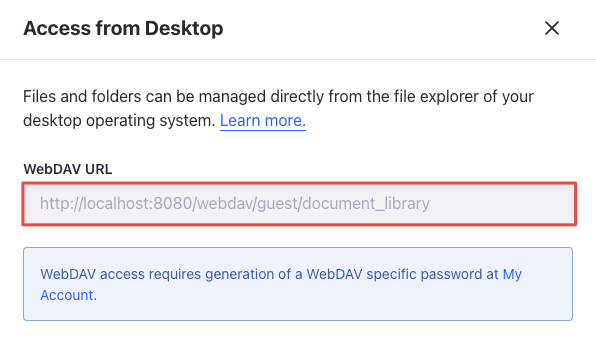 Access from Desktop
Files and folders can be managed directly from the file explorer of your
desktop operating system. Learn more.
WebDAV URL
http://localhost:8080/webdav/guest/document_library
WebDAV access requires generation of a WebDAV specific password at My
Account.